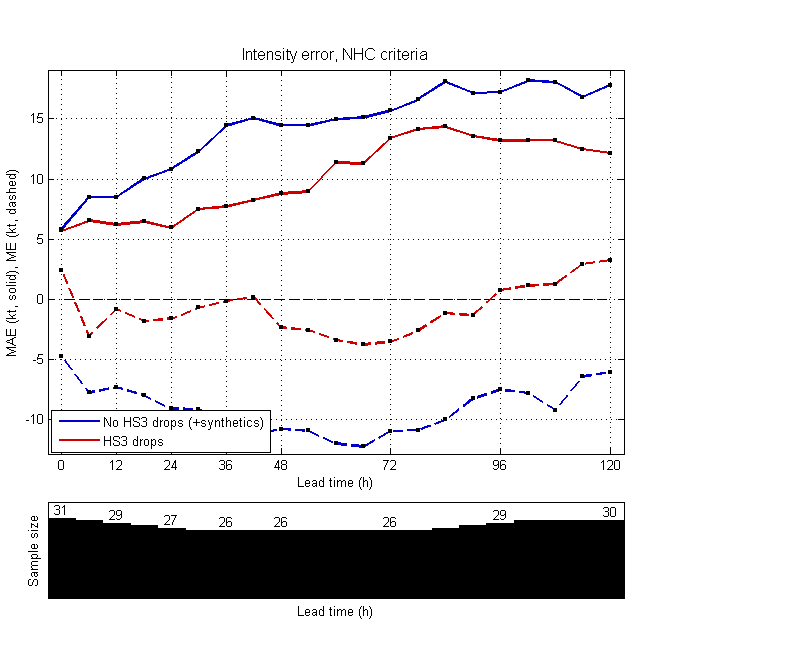 Intensity error, NHC criteria
MAE (kt, solid), ME (kt, dashed)
15
10
5
0
-5
-10
No HS3 drops (+synthetics)
HS3 drops
0 12 24 36 48 72 96 120
Lead time (h)
Sample size
31 29 27 26 26 26 29 30
Lead time (h)